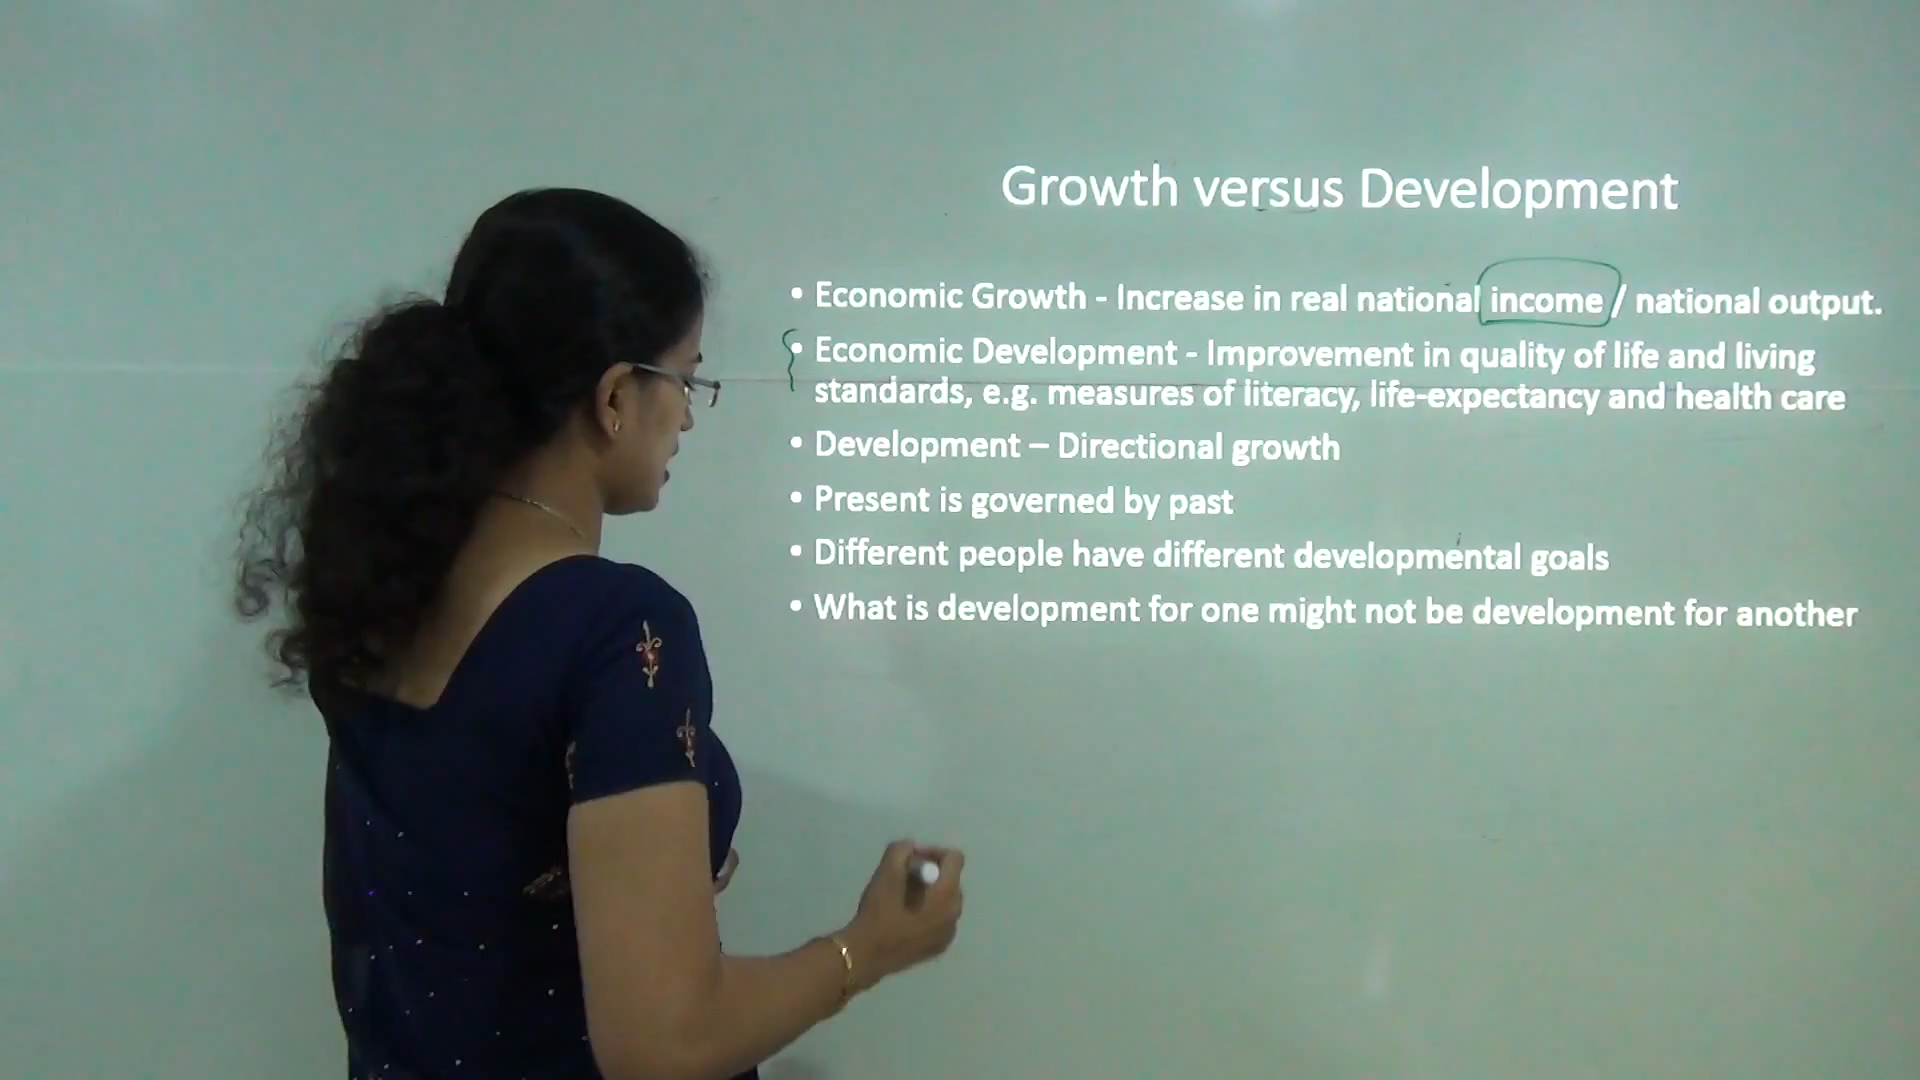 Growth versus Development
• Economic Growth - Increase in real national income / national output.
• Economic Development - Improvement in quality of life and living
standards, e.g. measures of literacy, life-expectancy and health care
• Development – Directional growth
• Present is governed by past
• Different people have different developmental goals
• What is development for one might not be development for another